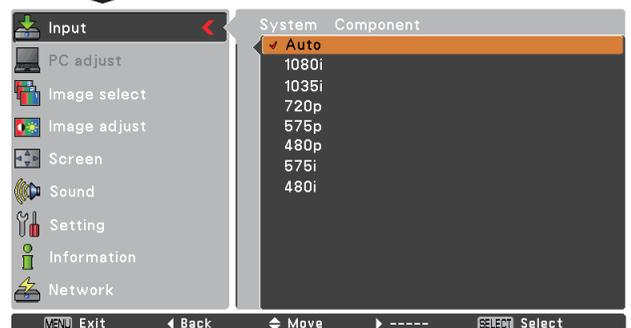 Input
PC adjust
Image select
Image adjust
Screen
Sound
Setting
Information
Network
System Component
Auto
1080i
1035i
720p
575p
480p
575i
480i
MENU Exit Back Move ----- SELECT Select